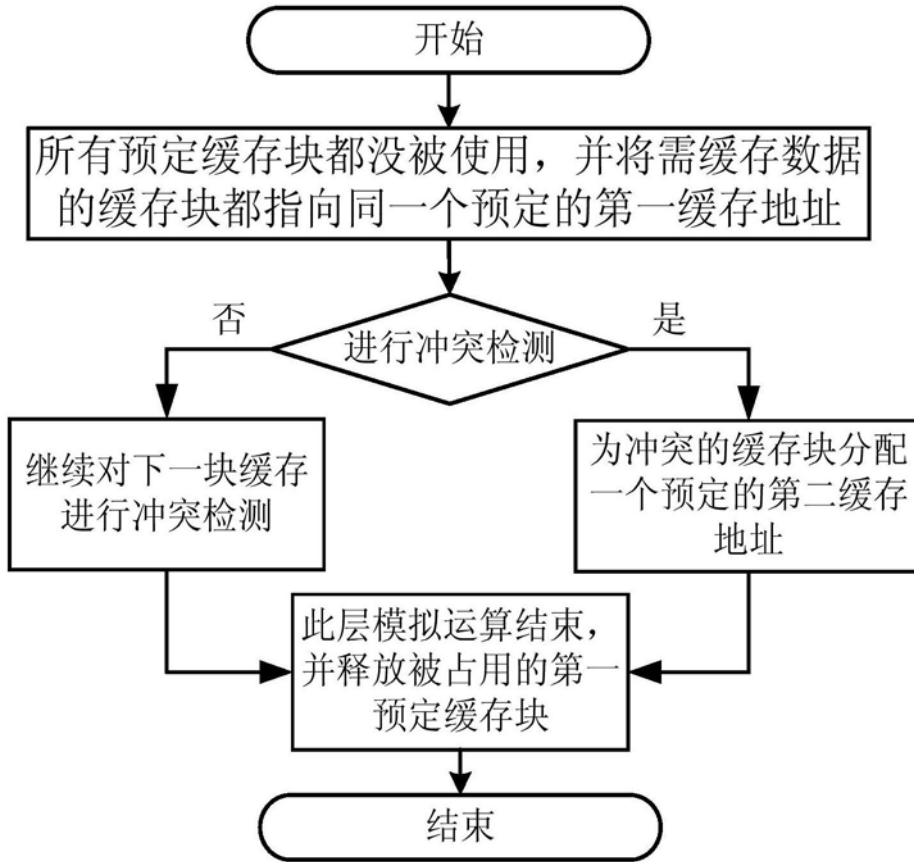 开始
所有预定缓存块都没被使用，并将需缓存数据
的缓存块都指向同一个预定的第一缓存地址
否
是
进行冲突检测
继续对下一块缓存
进行冲突检测
为冲突的缓存块分配
一个预定的第二缓存
地址
此层模拟运算结束，
并释放被占用的第一
预定缓存块
结束